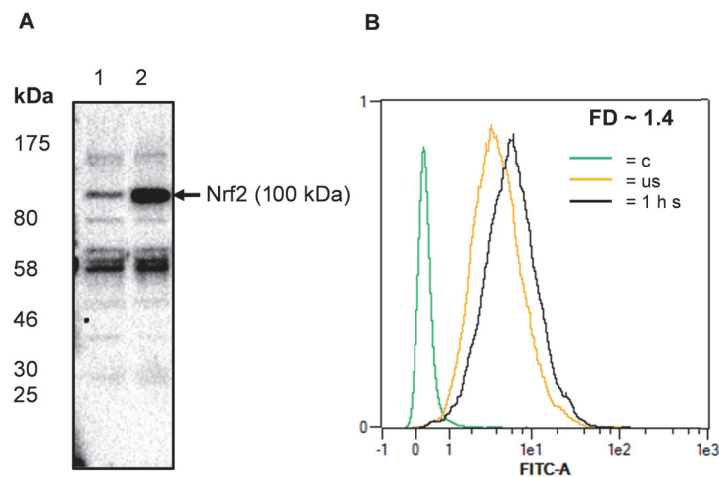 A
1 2
kDa
175
Nrf2 (100 kDa)
80
58
46
30
25
B
1
FD ~ 1.4
= c
= us
= 1 h s
0
-1 0 1 1e1 1e2 1e3
FITC-A